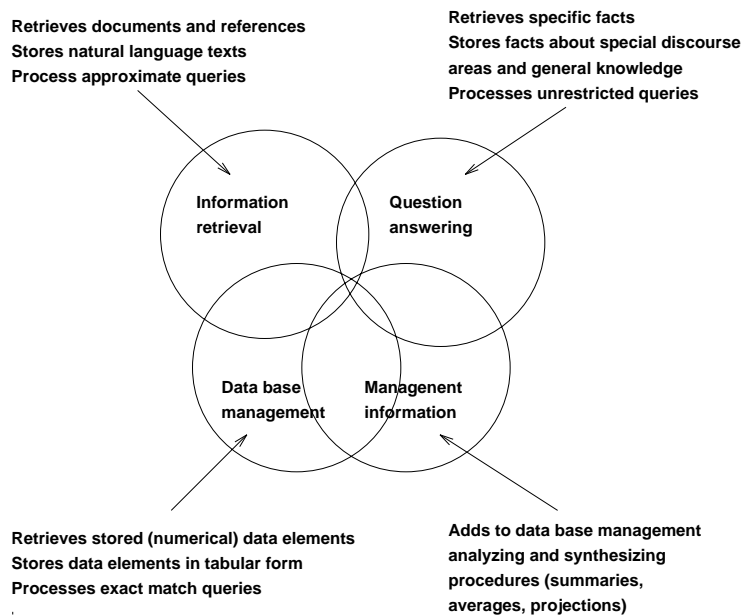 Retrieves documents and references
Stores natural language texts
Process approximate queries
Retrieves specific facts
Stores facts about special discourse
areas and general knowledge
Processes unrestricted queries
Information
retrieval
Question
answering
Data base
management
Managenent
information
Retrieves stored (numerical) data elements
Stores data elements in tabular form
Processes exact match queries
Adds to data base management
analyzing and synthesizing
procedures (summaries,
averages, projections)